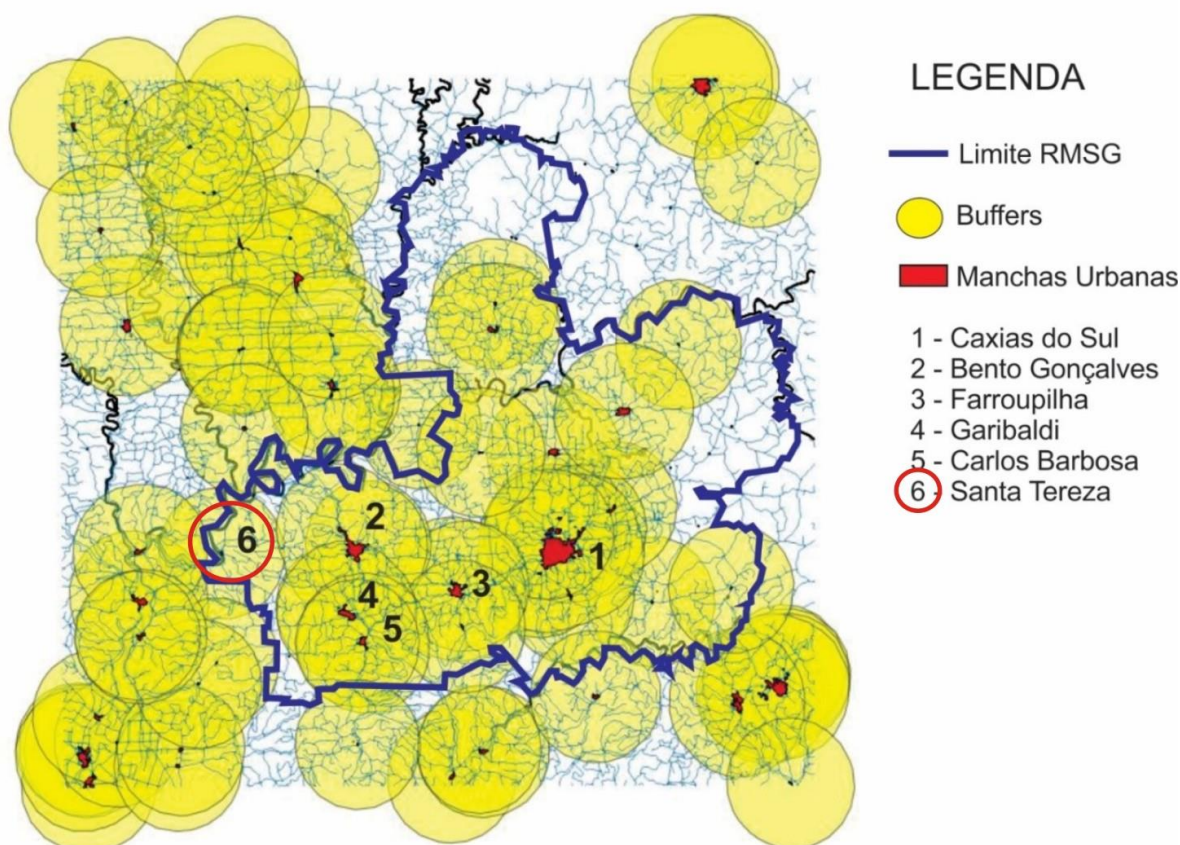 LEGENDA
Limite RMSG
Buffers
Manchas Urbanas
1 - Caxias do Sul
2 - Bento Gonçalves
3 - Farroupilha
4 - Garibaldi
5 - Carlos Barbosa
6 - Santa Tereza
2
6
1
3
4
5